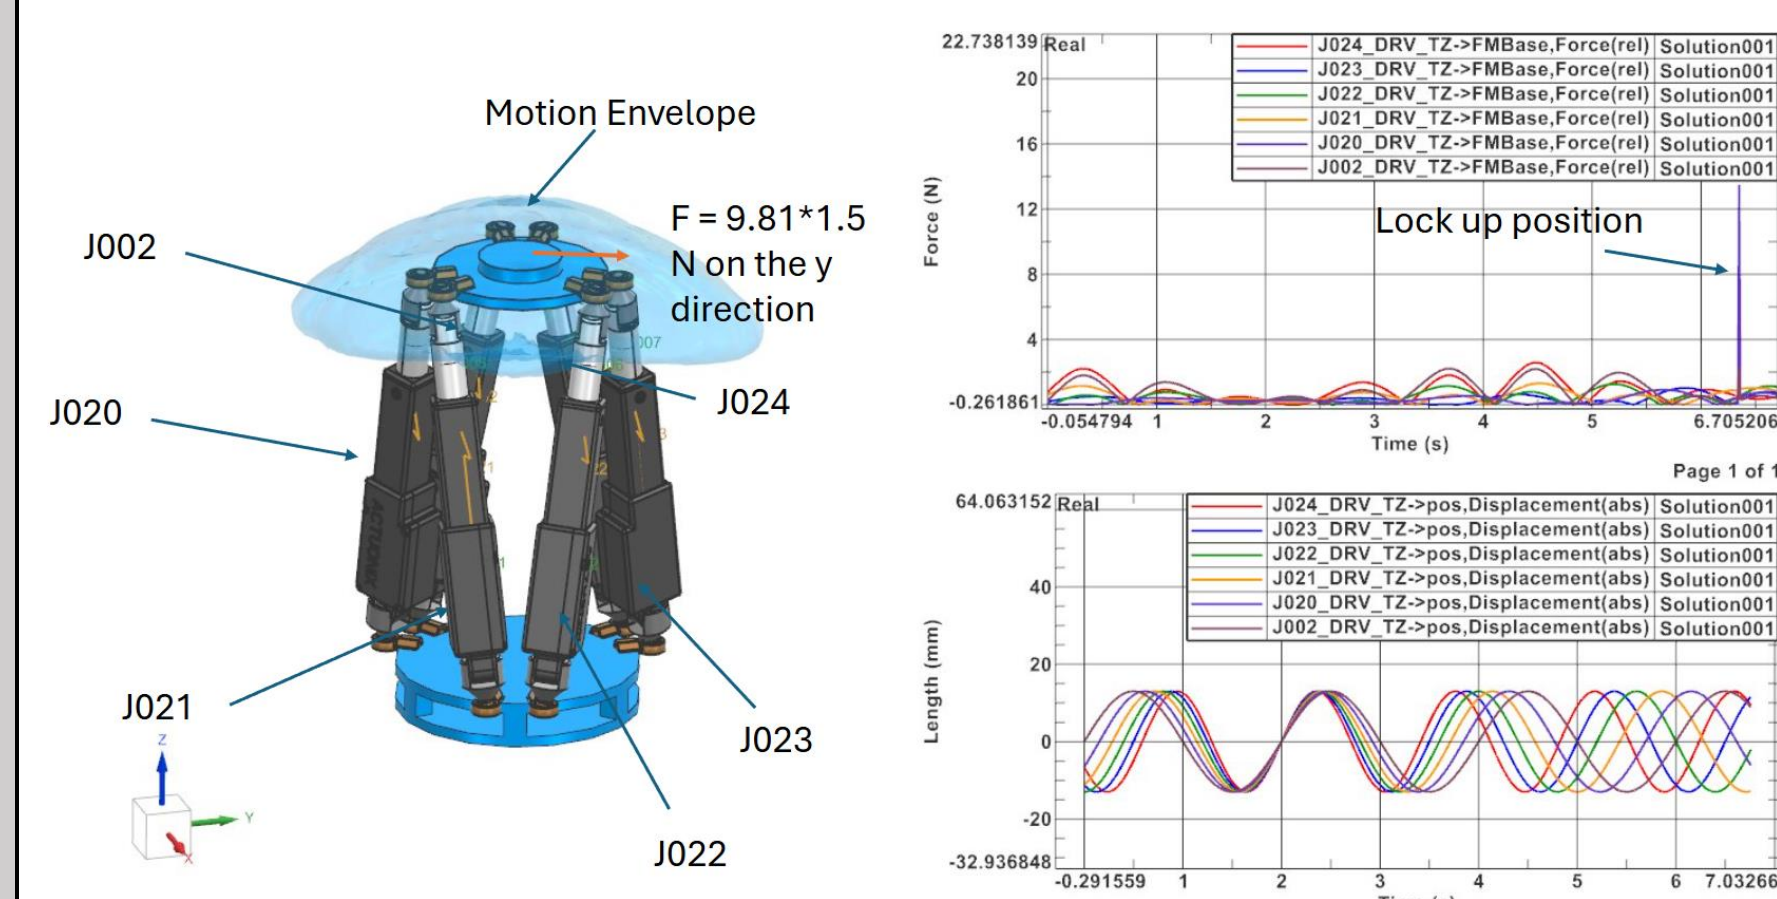 Motion Envelope
F = 9.81*1.5
N on the y
direction
J002
J020
J024
J021
J023
J022
ACTUONIX
007
Z
Y
X
22.738139
Real
J024_DRV_TZ->FMBase,Force(rel) Solution001
J023_DRV_TZ->FMBase,Force(rel) Solution001
J022_DRV_TZ->FMBase,Force(rel) Solution001
J021_DRV_TZ->FMBase,Force(rel) Solution001
J020_DRV_TZ->FMBase,Force(rel) Solution001
J002_DRV_TZ->FMBase,Force(rel) Solution001
20
16
12
8
4
-0.261861
Force (N)
Lock up position
-0.054794 1 2 3 4 5 6.705206
Time (s)
Page 1 of 1
64.063152
Real
J024_DRV_TZ->pos,Displacement(abs) Solution001
J023_DRV_TZ->pos,Displacement(abs) Solution001
J022_DRV_TZ->pos,Displacement(abs) Solution001
J021_DRV_TZ->pos,Displacement(abs) Solution001
J020_DRV_TZ->pos,Displacement(abs) Solution001
J002_DRV_TZ->pos,Displacement(abs) Solution001
40
20
0
-20
-32.936848
Length (mm)
-0.291559 1 2 3 4 5 6 7.03266